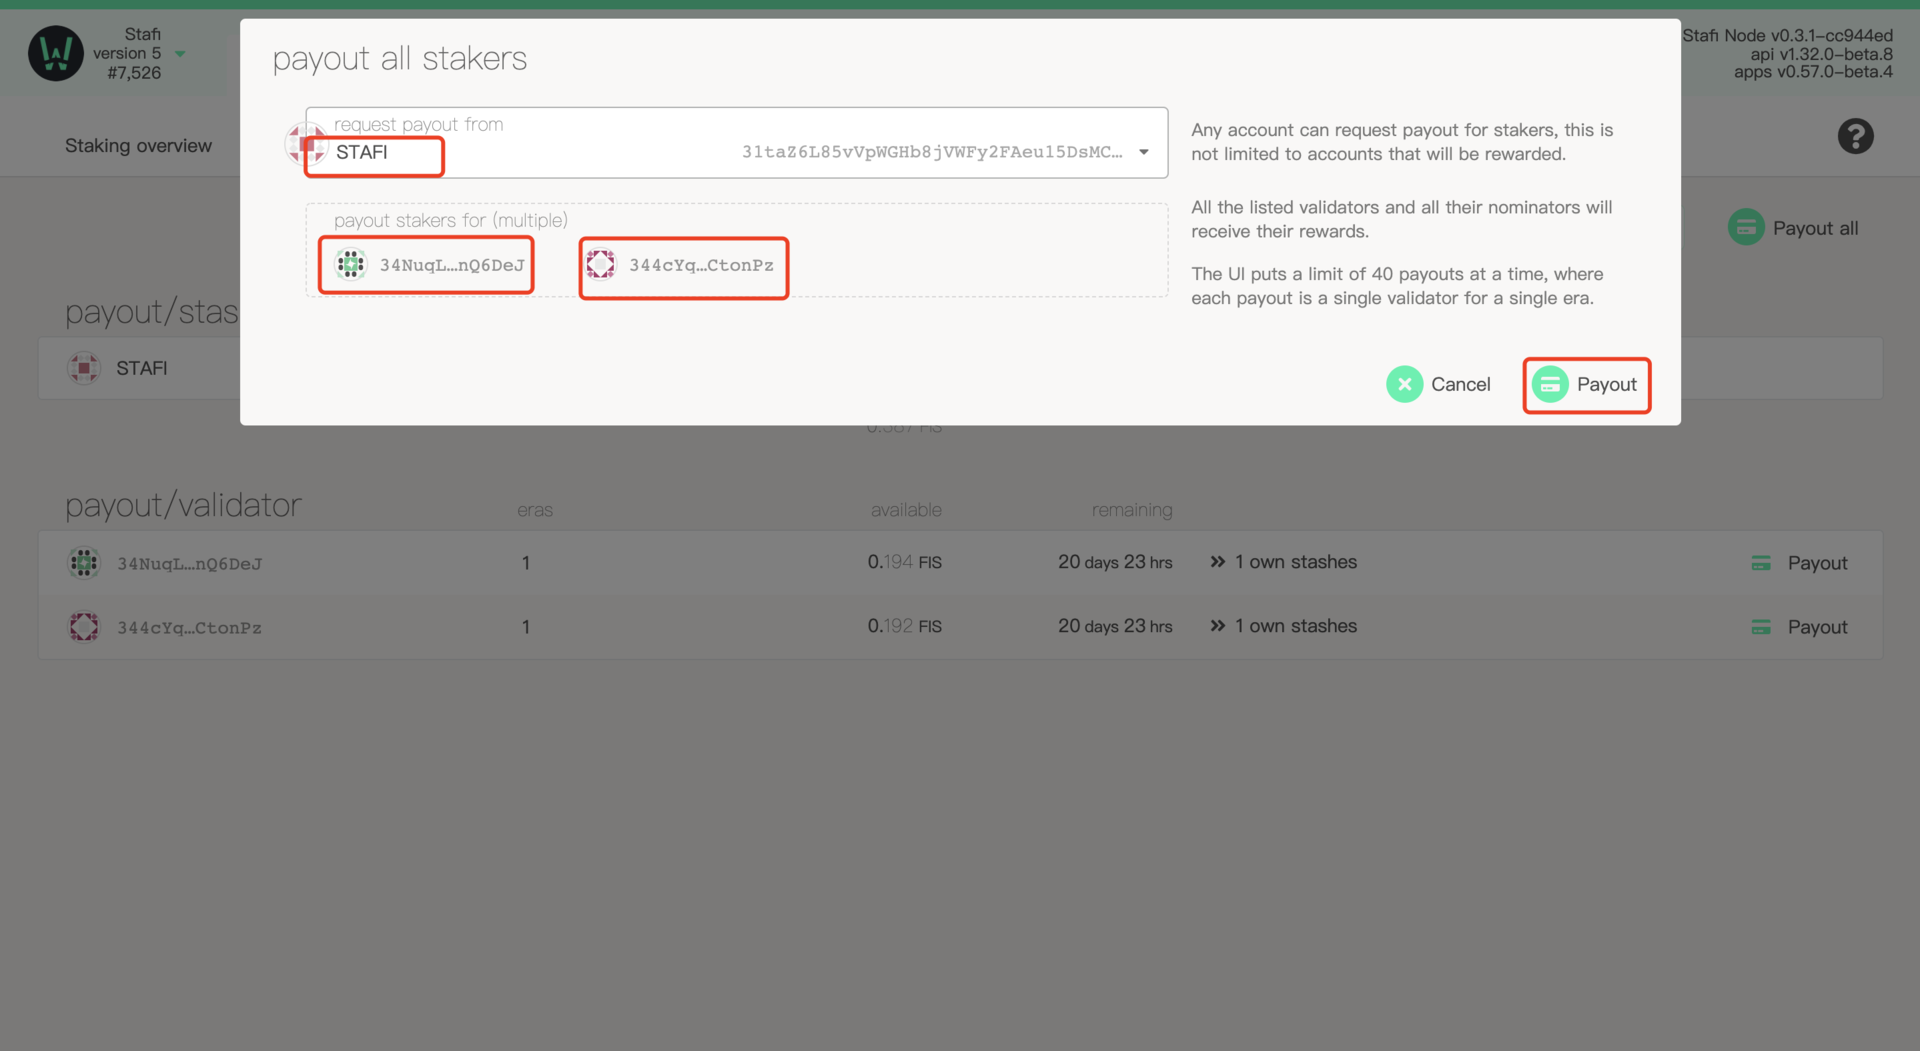 Stafi
version 5
#7,526
payout all stakers
Stafi Node v0.3.1-cc944ed
api v1.32.0-beta.8
apps v0.57.0-beta.4
Staking overview
request payout from
STAFI
31taZ6L85vVpWGHb8jVWFy2FAeu15DsMC…
Any account can request payout for stakers, this is
not limited to accounts that will be rewarded.
payout stakers for (multiple)
34NuqL…nQ6DeJ
344cYq…CtonPz
All the listed validators and all their nominators will
receive their rewards.
The UI puts a limit of 40 payouts at a time, where
each payout is a single validator for a single era.
Payout all
payout/stas
STAFI
Cancel
Payout
0.387 FIS
payout/validator
eras
available
remaining
34NuqL…nQ6DeJ
1
0.194 FIS
20 days 23 hrs
1 own stashes
Payout
344cYq…CtonPz
1
0.192 FIS
20 days 23 hrs
1 own stashes
Payout